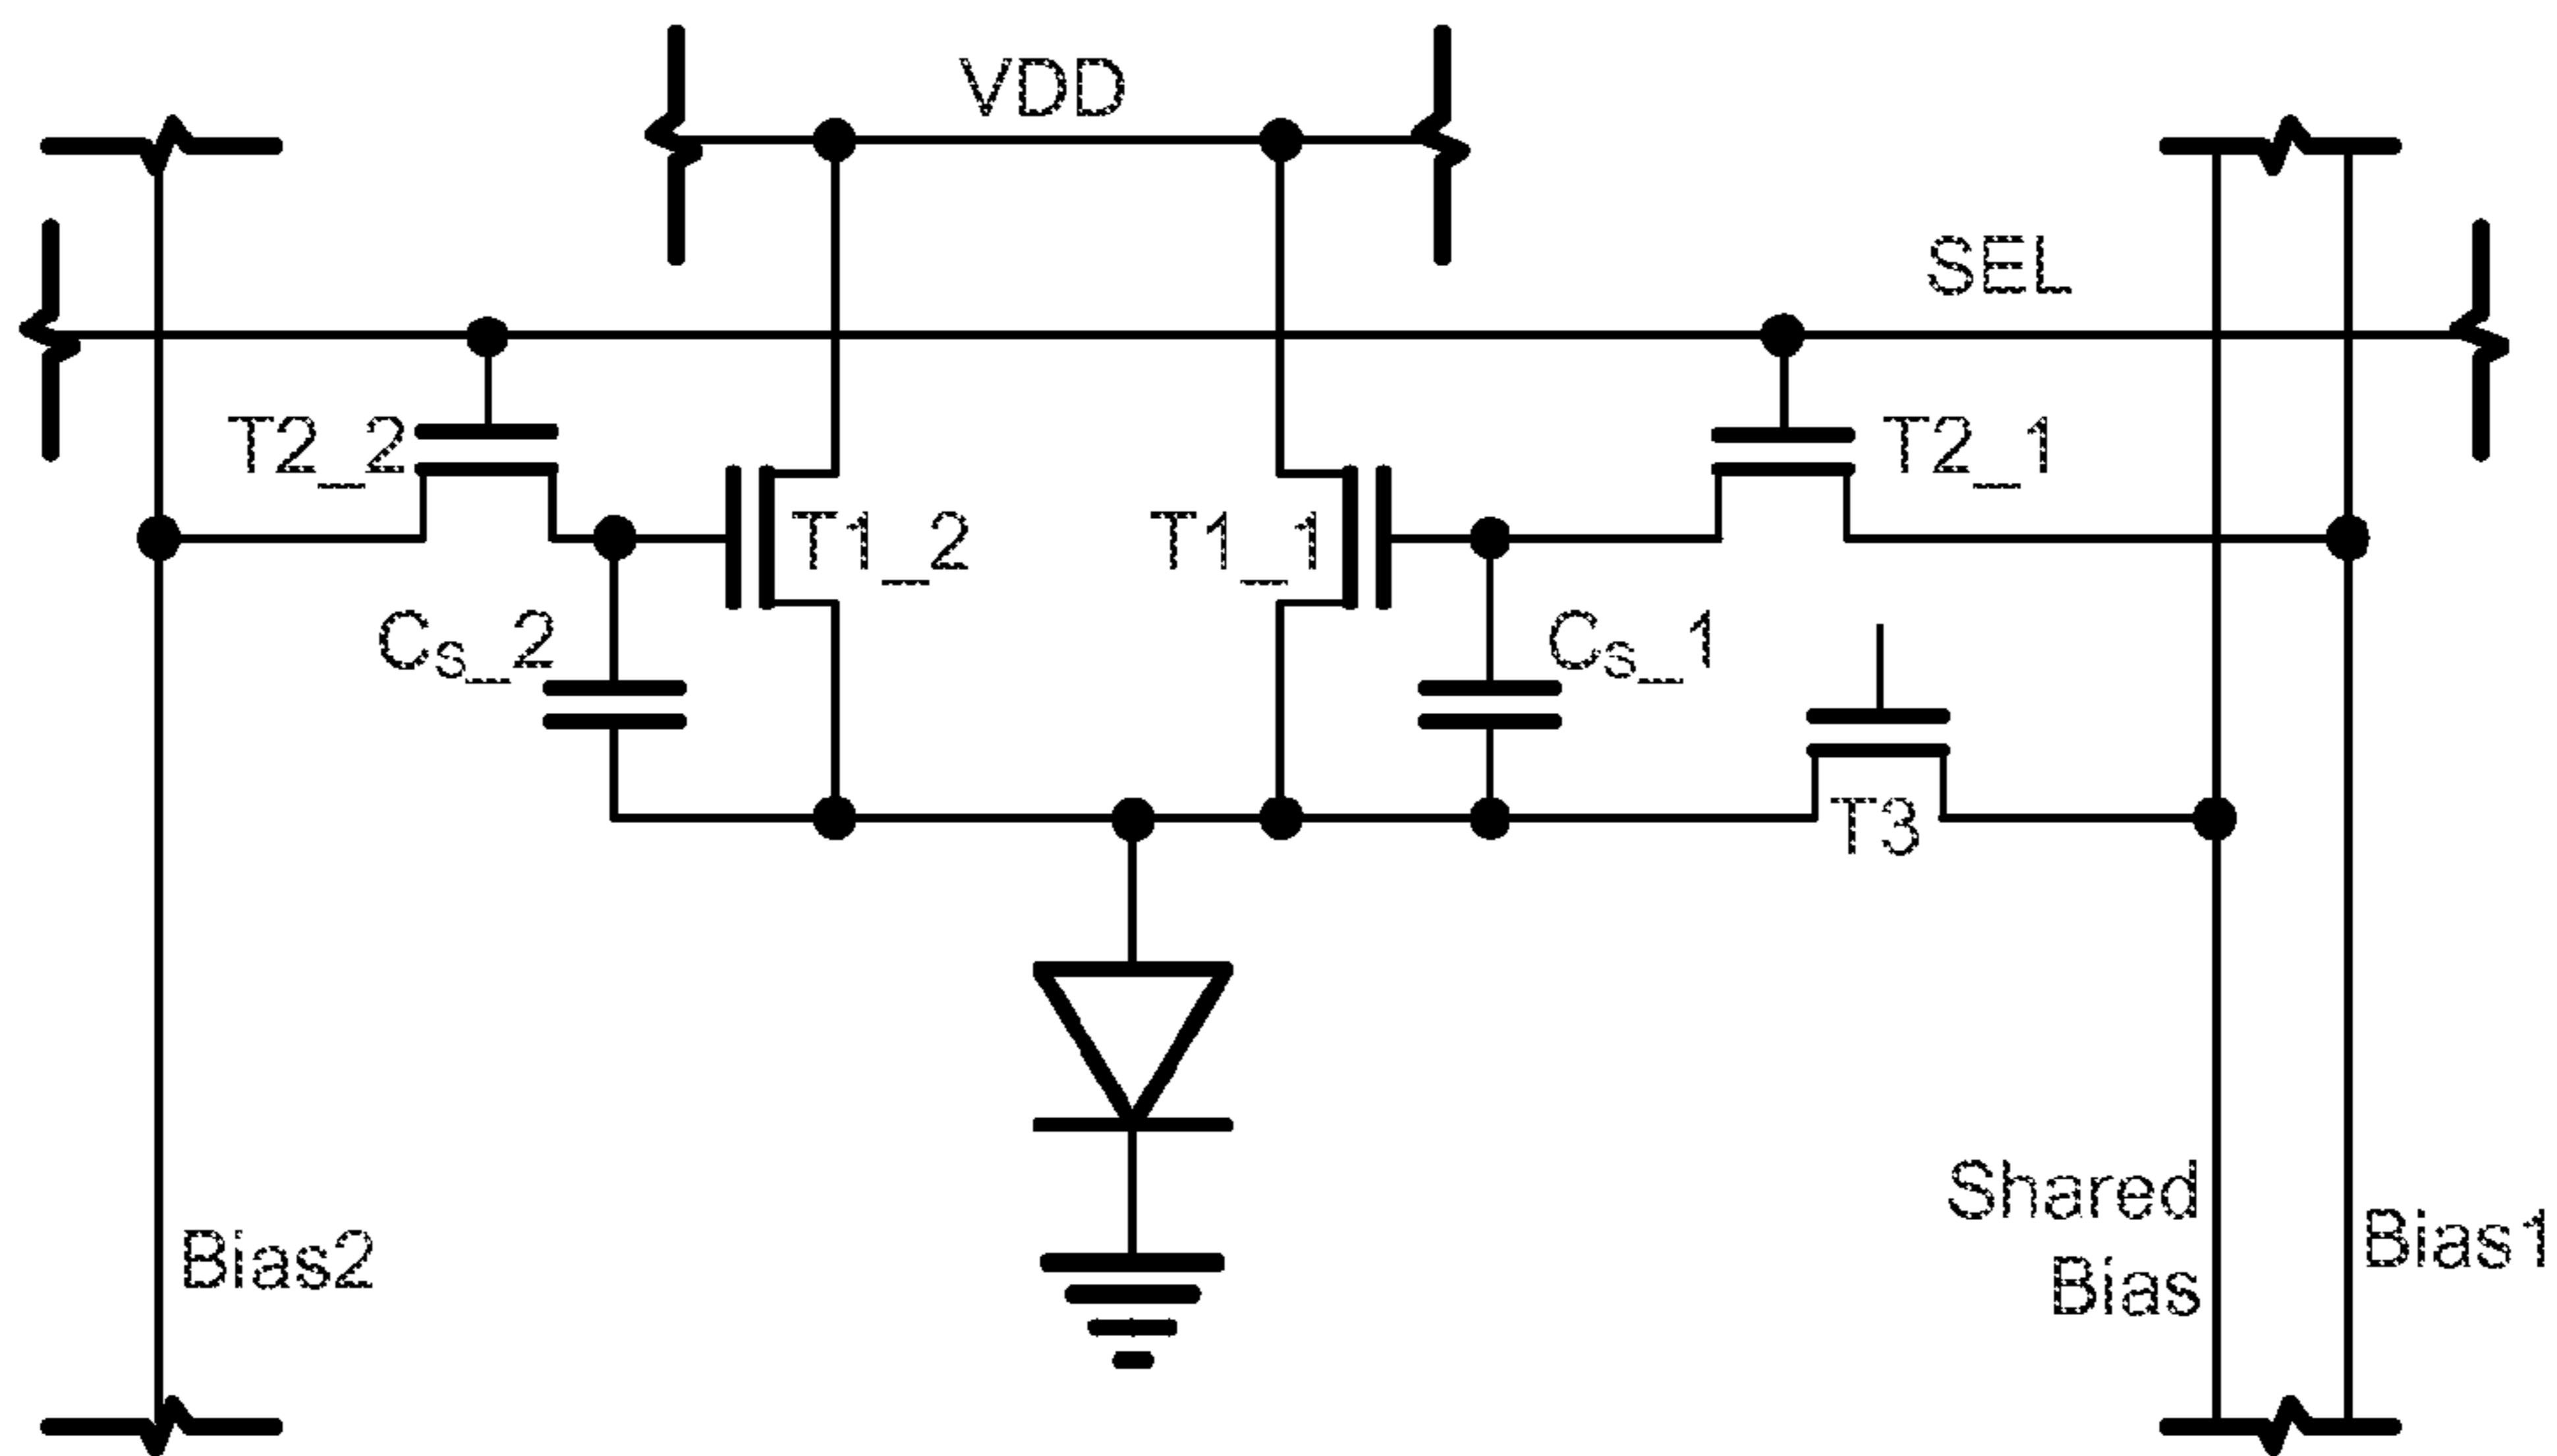 VDD
SEL
T2_2
T2_1
T1_2
T1_1
Cs_2
Cs_1
T3
Shared
Bias
Bias2
Bias1